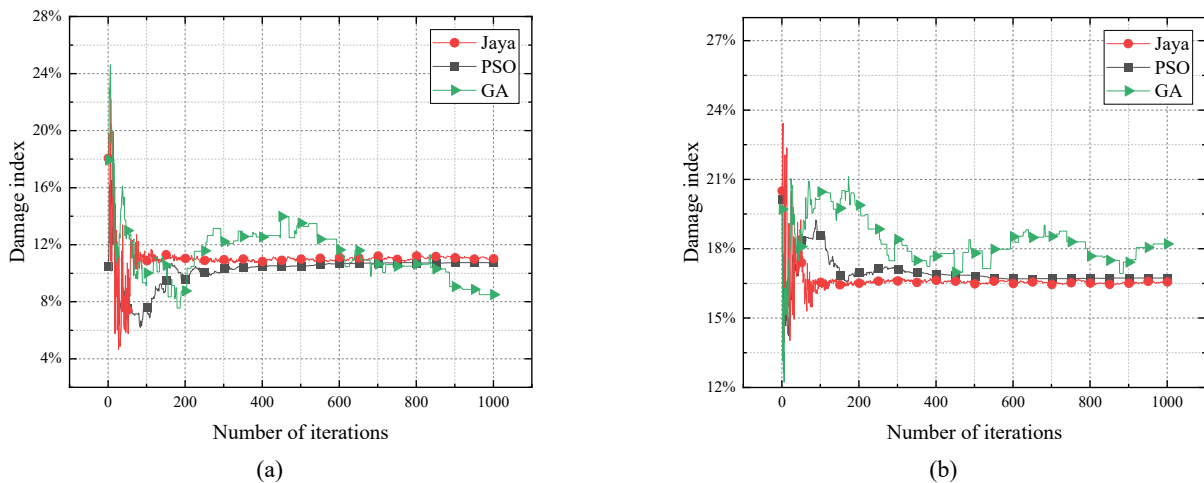 28%
24%
20%
16%
12%
8%
4%
Damage index
Jaya
PSO
GA
0 200 400 600 800 1000
Number of iterations
(a)
27%
24%
21%
18%
15%
12%
Damage index
Jaya
PSO
GA
0 200 400 600 800 1000
Number of iterations
(b)